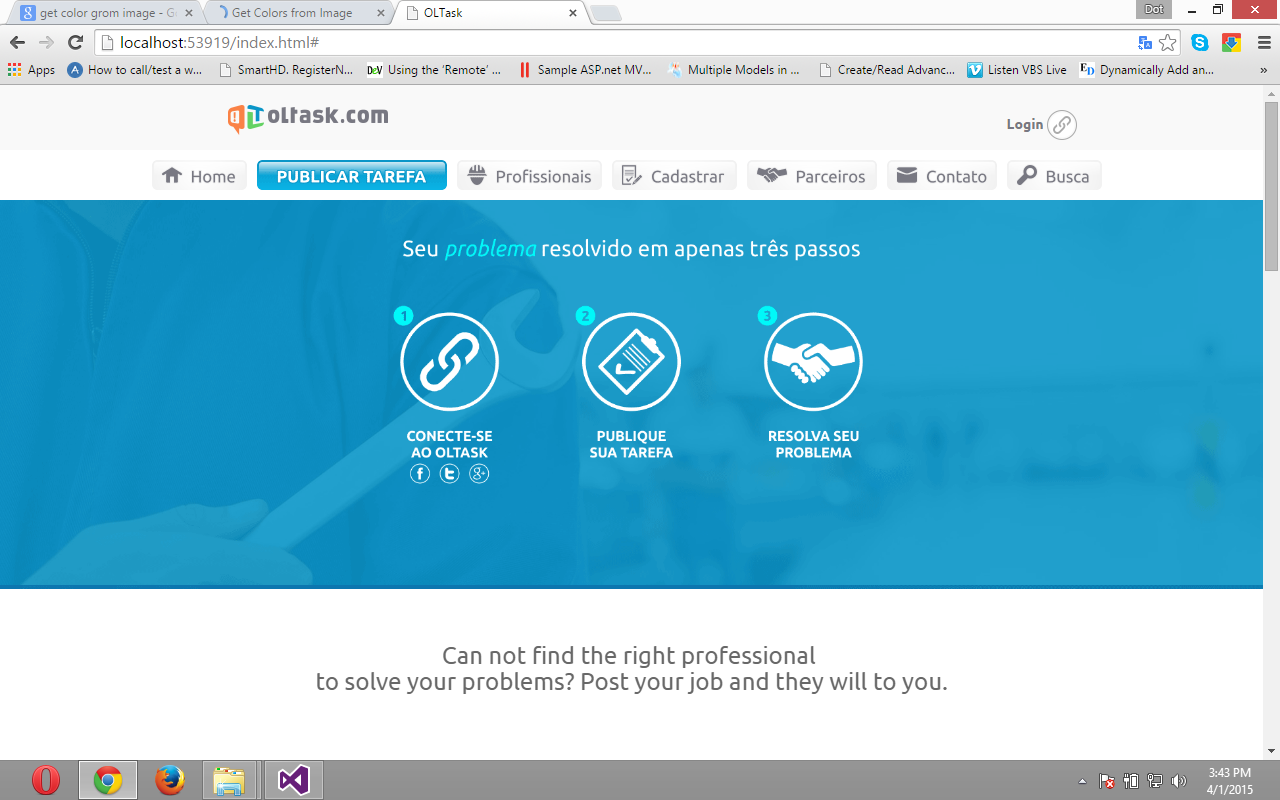 get color grom image - G
Get Colors from Image
OLTask
Dot
localhost:53919/index.html#
Apps
How to call/test a w...
SmartHD. RegisterN...
DeV
Using the ‘Remote’ ...
Sample ASP.net MV...
Multiple Models in ...
Create/Read Advanc...
Listen VBS Live
ED
Dynamically Add an...
»
OLT oltask.com
Login
Home
PUBLICAR TAREFA
Profissionais
Cadastrar
Parceiros
Contato
Busca
Seu problema resolvido em apenas três passos
1
2
3
CONECTE-SE
AO OLTASK
PUBLIQUE
SUA TAREFA
RESOLVA SEU
PROBLEMA
Can not find the right professional
to solve your problems? Post your job and they will to you.
3:43 PM
4/1/2015